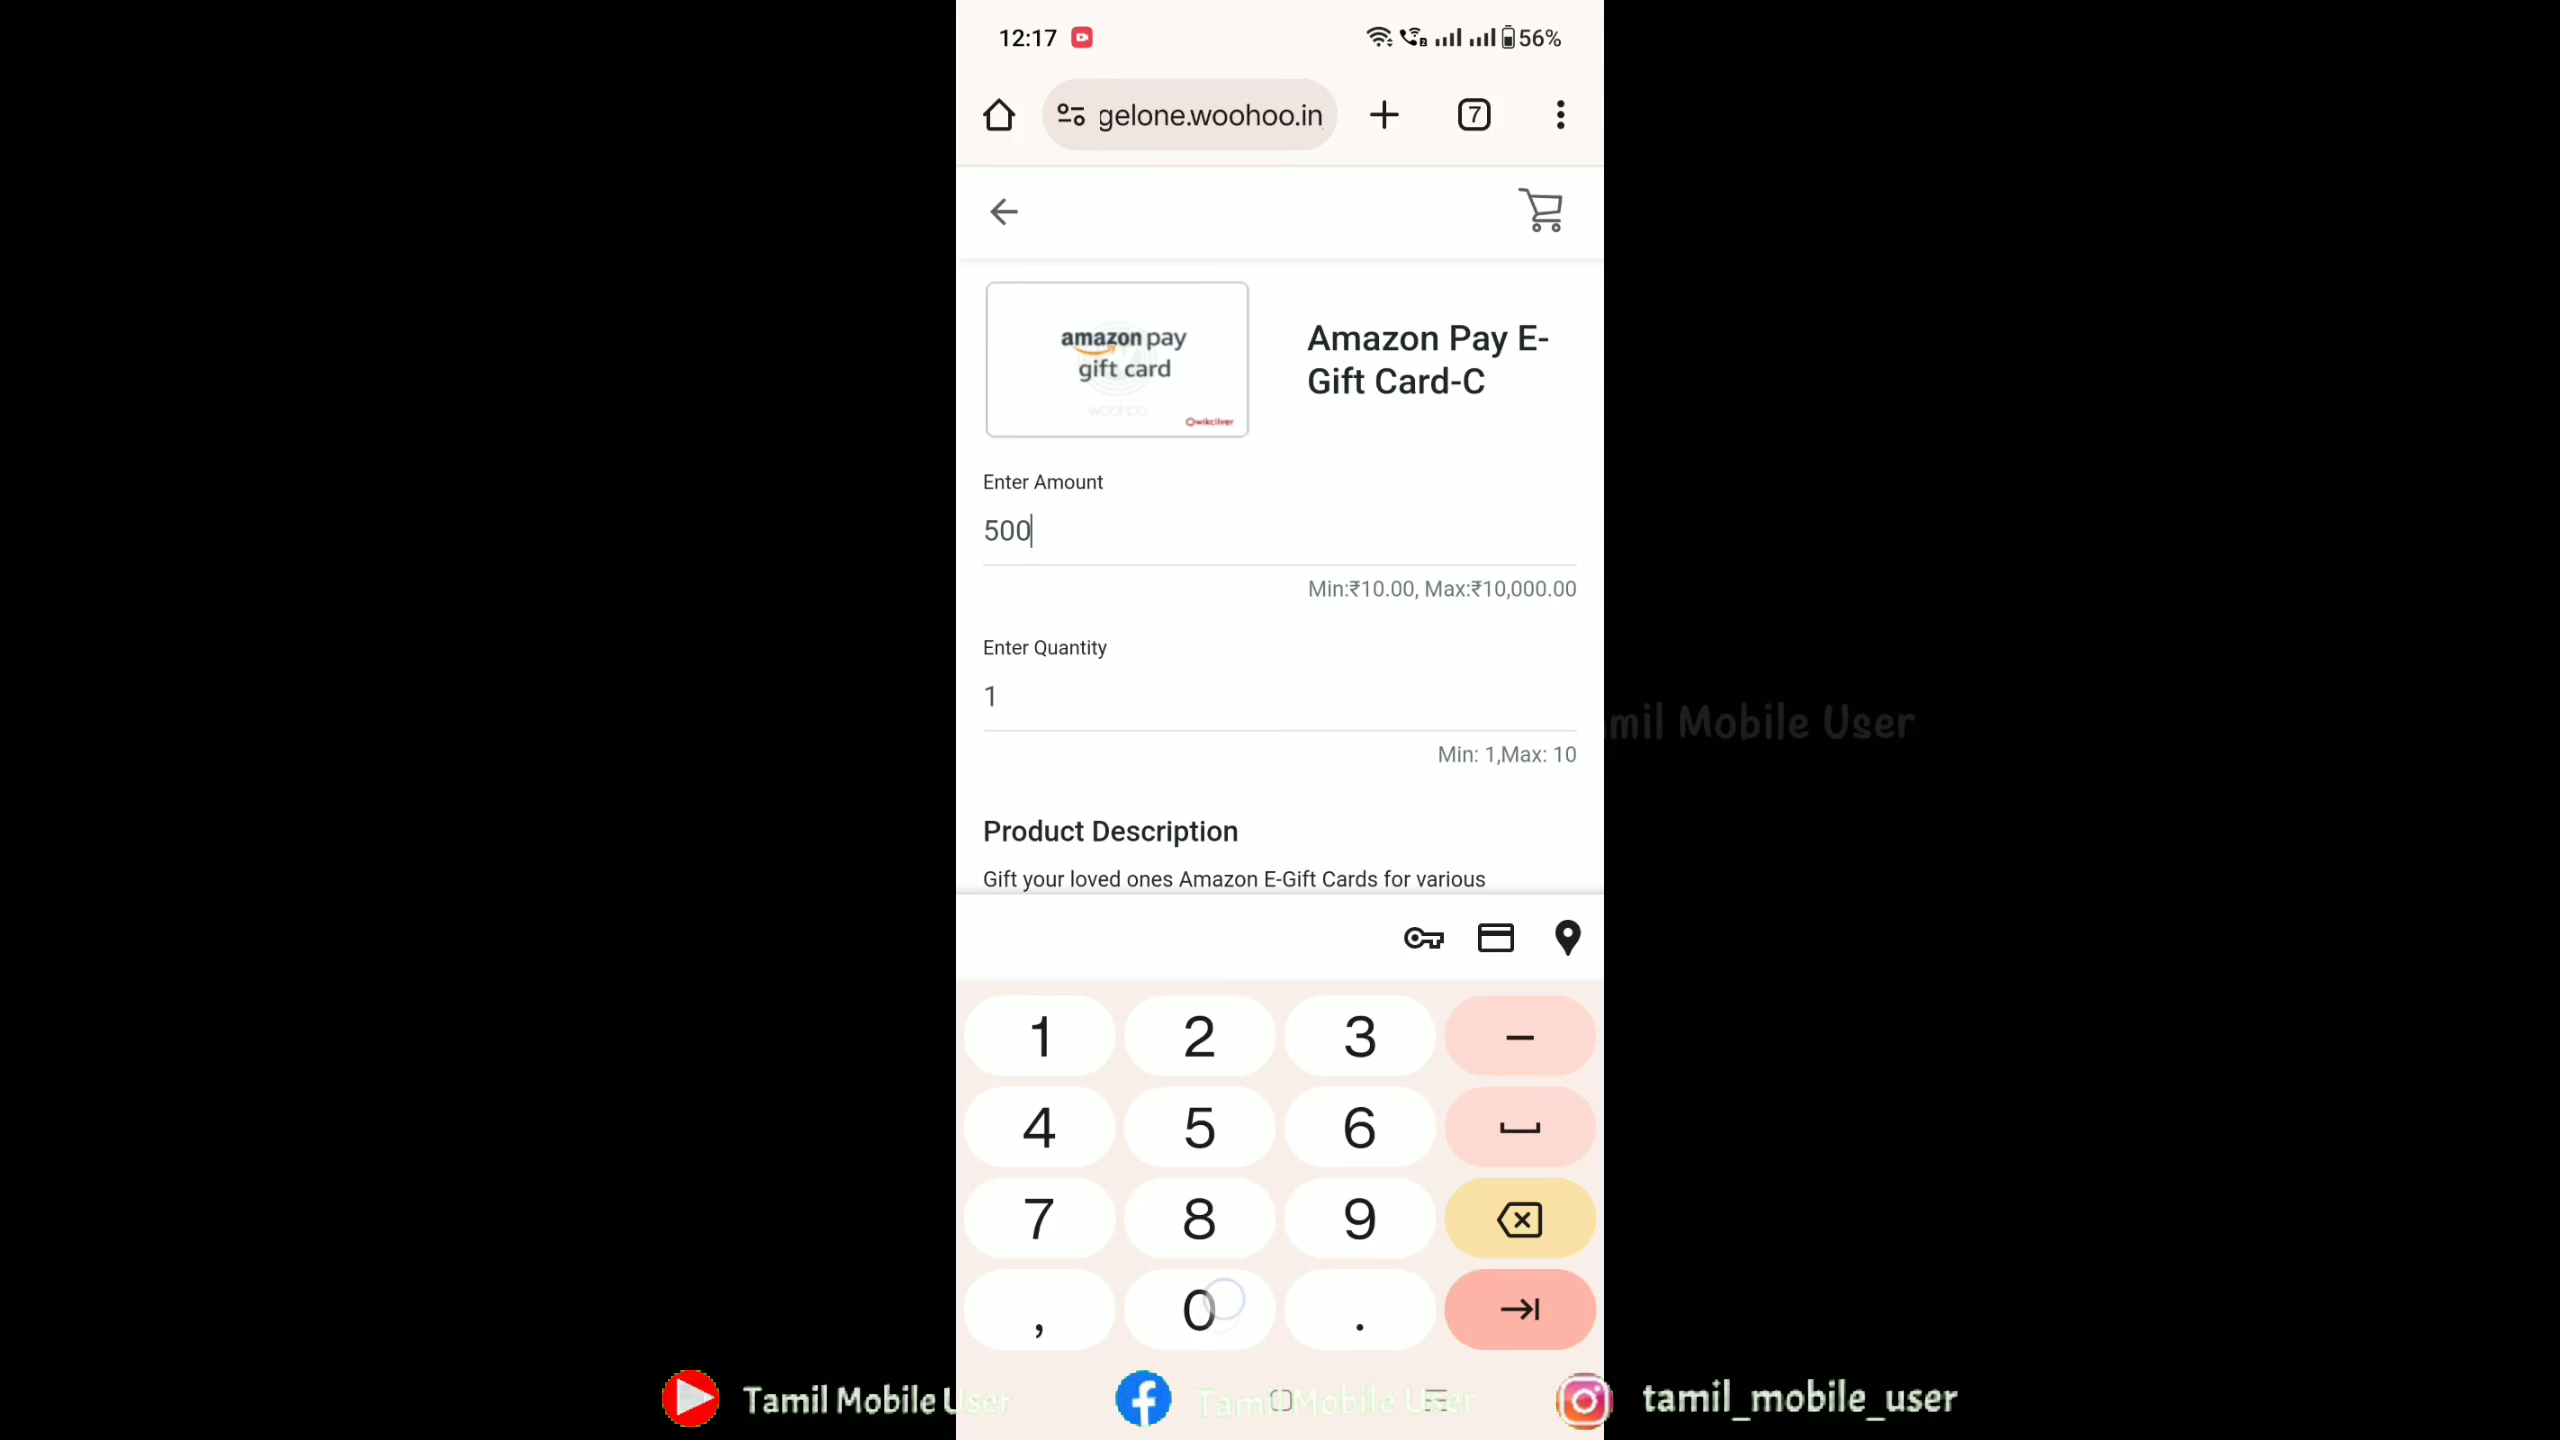 12:17
56%
gelone.woohoo.in
7
amazon pay
gift card
woohoo
Qwikcilver
Amazon Pay E-
Gift Card-C
Enter Amount
500
Min:₹10.00, Max:₹10,000.00
Enter Quantity
1
Min: 1,Max: 10
mil Mobile User
Product Description
Gift your loved ones Amazon E-Gift Cards for various
1 2 3 –
4 5 6
7 8 9
, 0 .
Tamil Mobile User
Tamil Mobile User
tamil_mobile_user